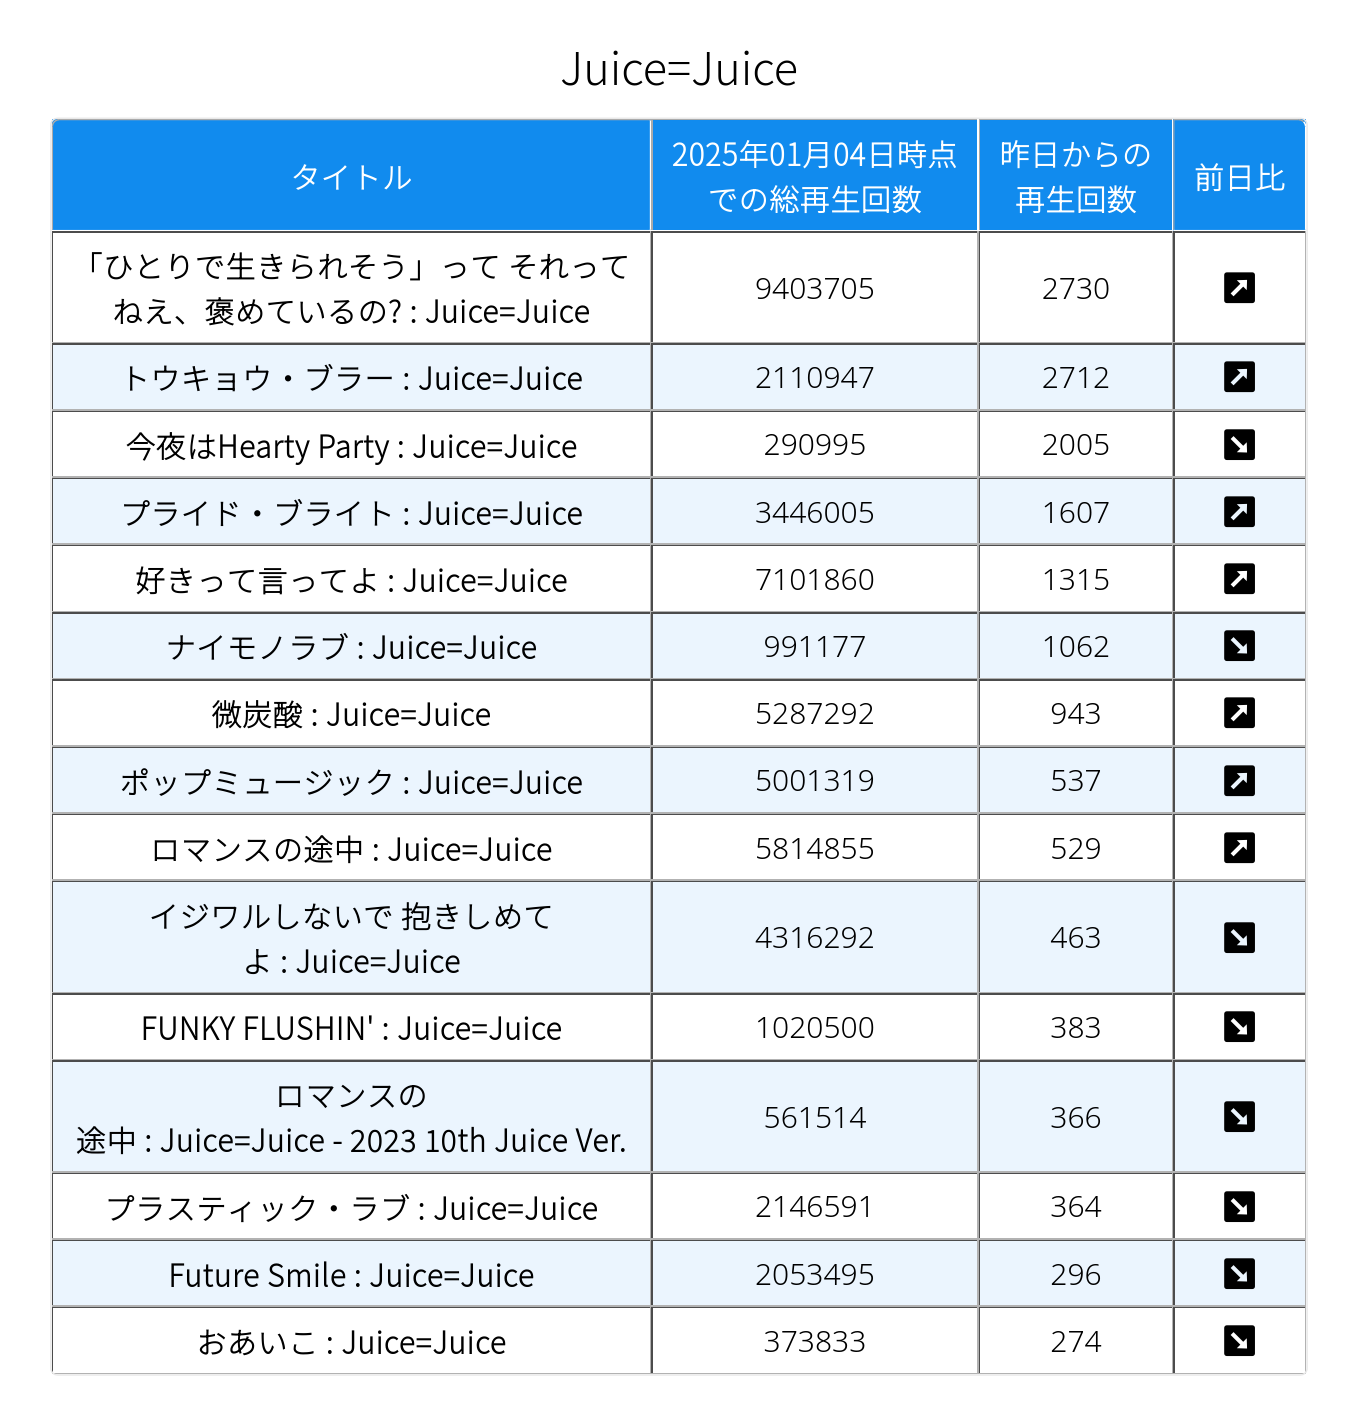 Juice=Juice
タイトル
2025年01月04日時点
での総再生回数
昨日からの
再生回数
前日比
「ひとりで生きられそう」って それって
ねえ、褒めているの? : Juice=Juice
9403705
2730
トウキョウ・ブラー : Juice=Juice
2110947
2712
今夜はHearty Party : Juice=Juice
290995
2005
プライド・ブライト : Juice=Juice
3446005
1607
好きって言ってよ : Juice=Juice
7101860
1315
ナイモノラブ : Juice=Juice
991177
1062
微炭酸 : Juice=Juice
5287292
943
ポップミュージック : Juice=Juice
5001319
537
ロマンスの途中 : Juice=Juice
5814855
529
イジワルしないで 抱きしめて
よ : Juice=Juice
4316292
463
FUNKY FLUSHIN' : Juice=Juice
1020500
383
ロマンスの
途中 : Juice=Juice - 2023 10th Juice Ver.
561514
366
プラスティック・ラブ : Juice=Juice
2146591
364
Future Smile : Juice=Juice
2053495
296
おあいこ : Juice=Juice
373833
274